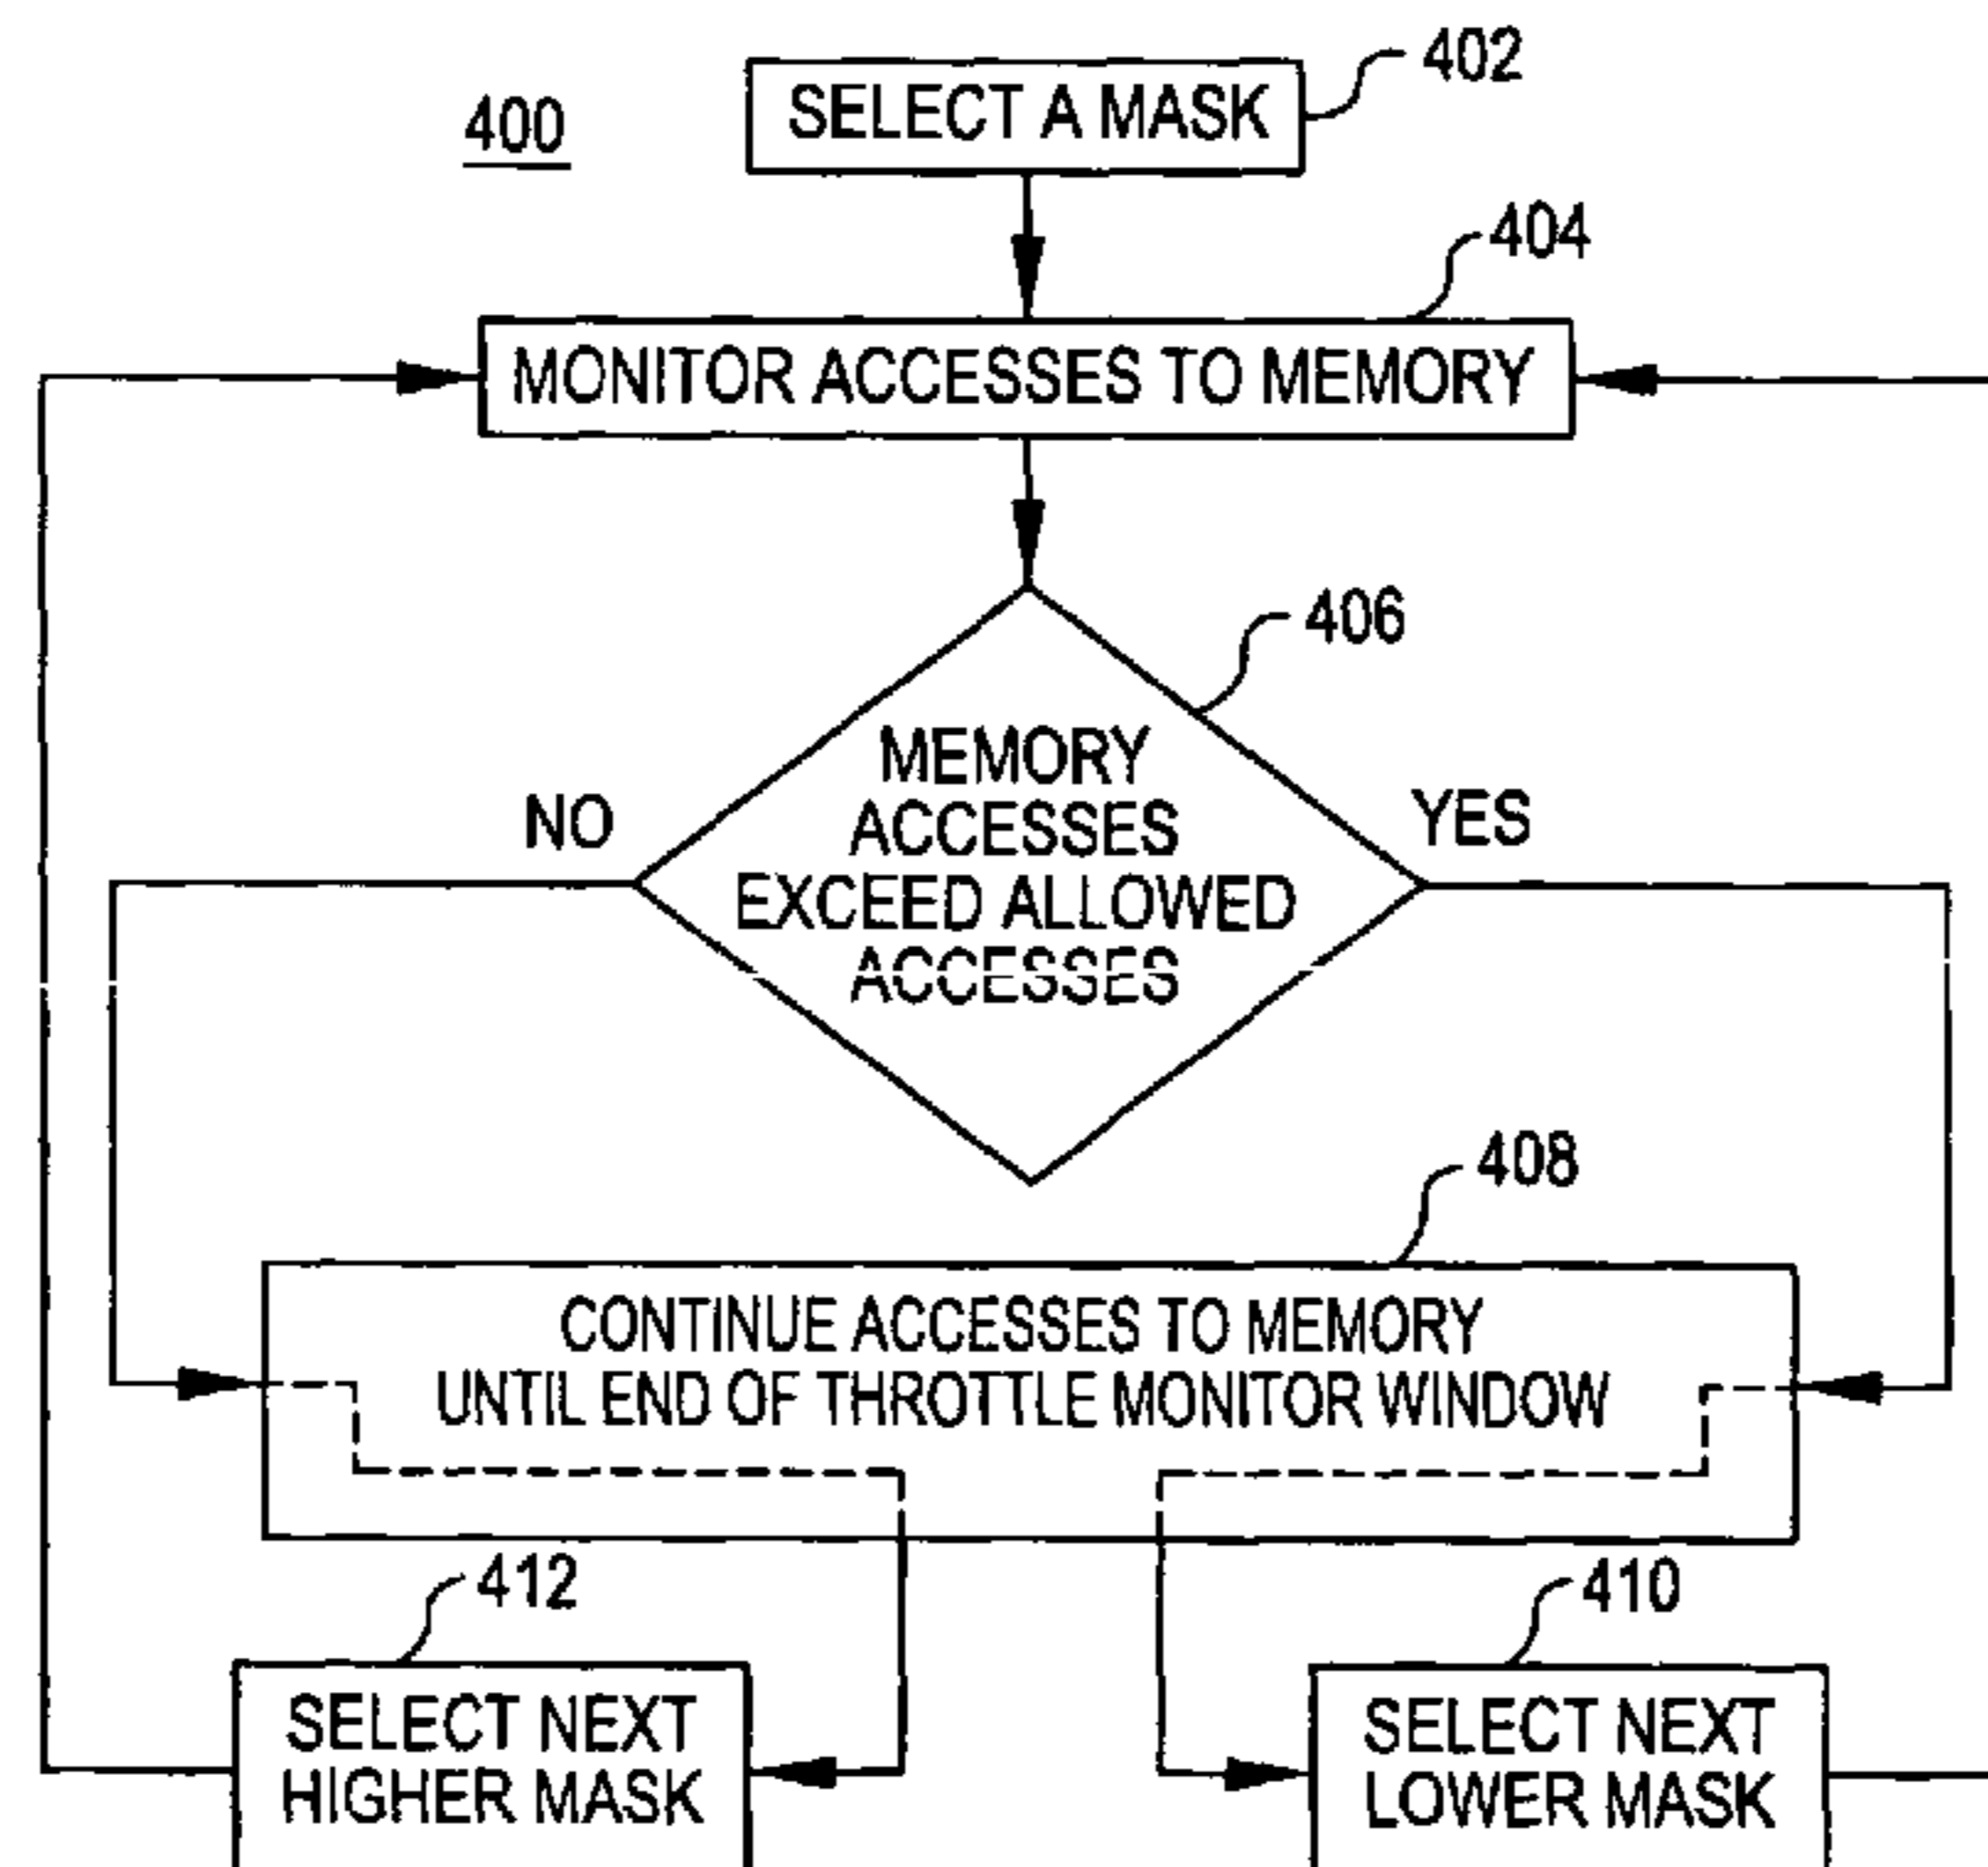 400
SELECT A MASK
402
404
MONITOR ACCESSES TO MEMORY
406
MEMORY
ACCESSES
EXCEED ALLOWED
ACCESSES
NO
YES
408
CONTINUE ACCESSES TO MEMORY
UNTIL END OF THROTTLE MONITOR WINDOW
412
SELECT NEXT
HIGHER MASK
410
SELECT NEXT
LOWER MASK